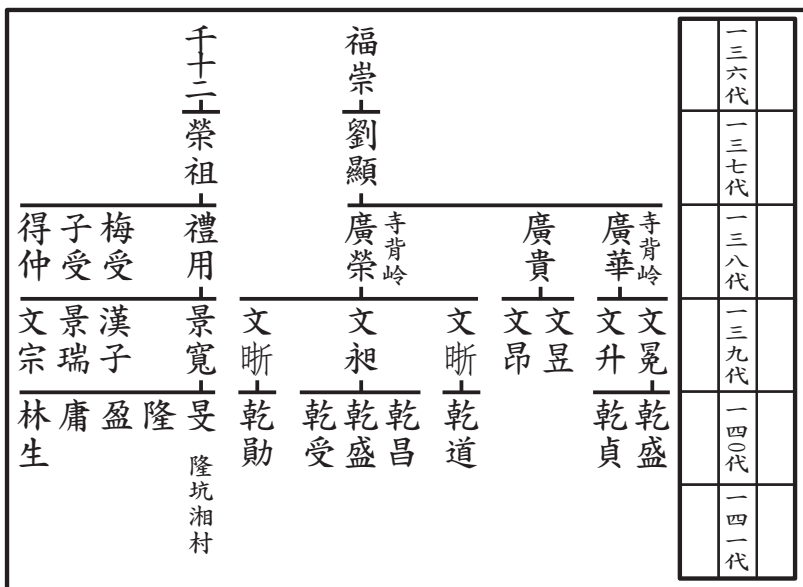 一三六代
一三七代
一三八代
一三九代
一四〇代
一四一代
福崇
劉顯
廣華
寺背岭
廣貴
廣榮
寺背岭
文冕
文升
文昱
文昂
文晣
文昶
文晣
乾盛
乾貞
乾道
乾昌
乾盛
乾受
乾勛
千十二
榮祖
禮用
梅受
子受
得仲
景寬
漢子
景瑞
文宗
旻
隆坑湘村
隆
盈
庸
林生